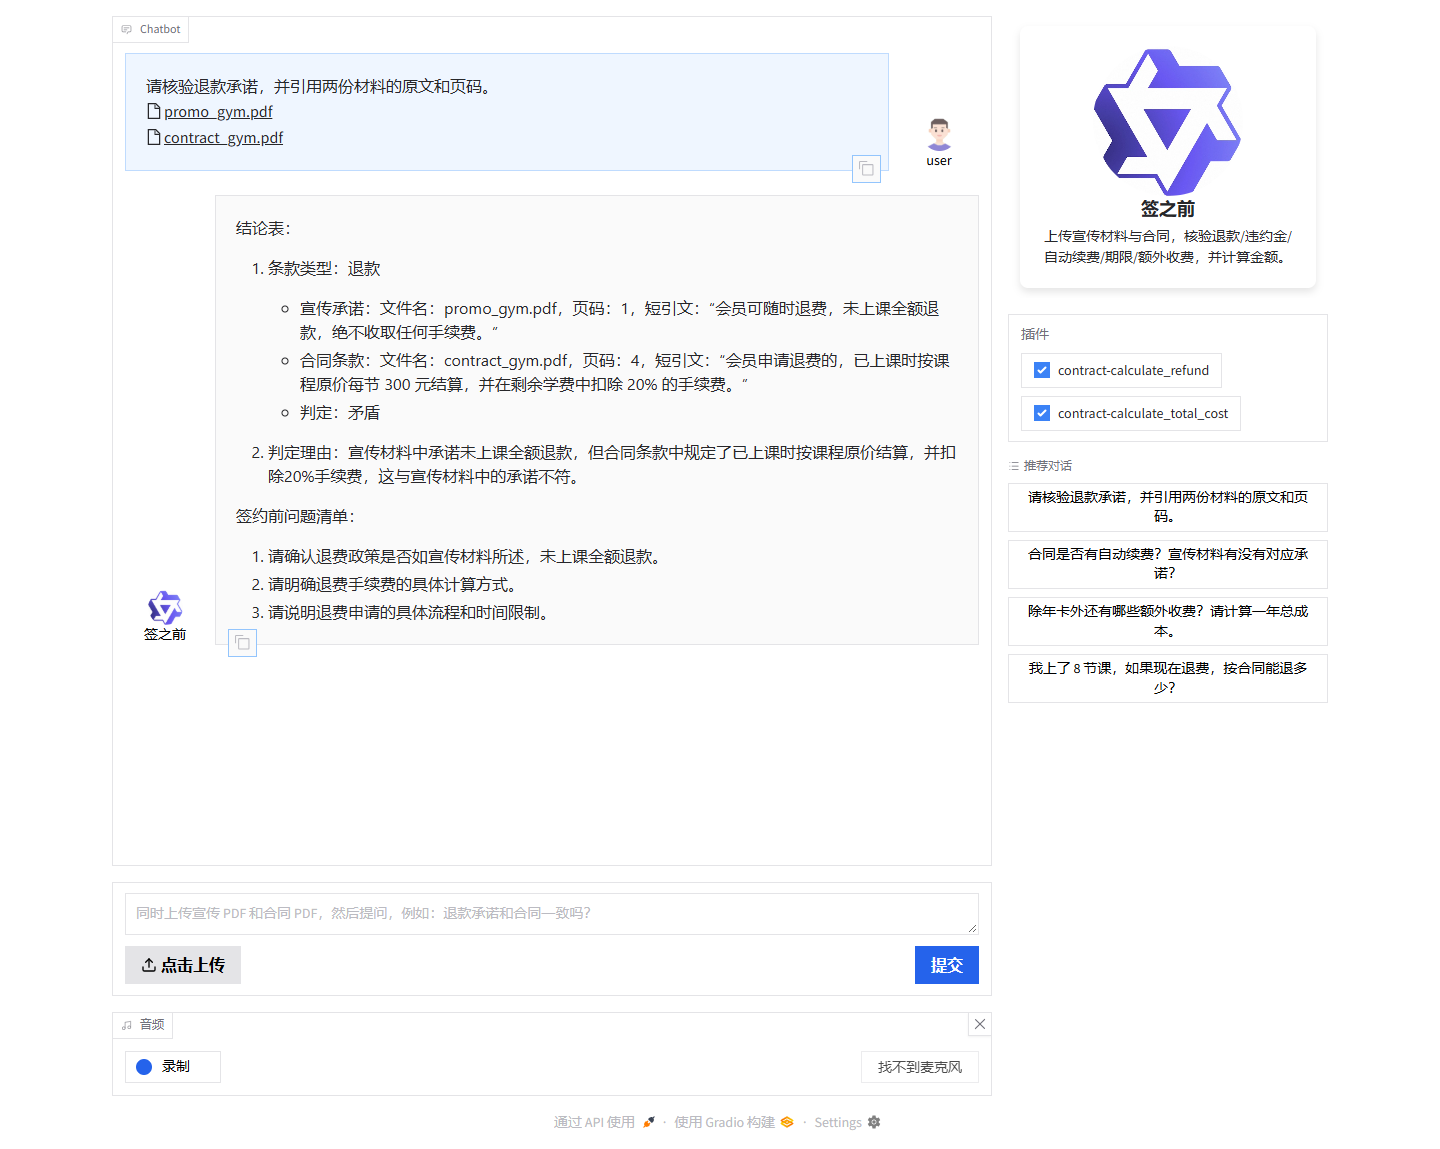 Chatbot
请核验退款承诺，并引用两份材料的原文和页码。
promo_gym.pdf
contract_gym.pdf
user
结论表：
1. 条款类型：退款
宣传承诺：文件名：promo_gym.pdf，页码：1，短引文：“会员可随时退费，未上课全额退
款，绝不收取任何手续费。”
合同条款：文件名：contract_gym.pdf，页码：4，短引文：“会员申请退费的，已上课时按课
程原价每节 300 元结算，并在剩余学费中扣除 20% 的手续费。”
判定：矛盾
2. 判定理由：宣传材料中承诺未上课全额退款，但合同条款中规定了已上课时按课程原价结算，并扣
除20%手续费，这与宣传材料中的承诺不符。
签约前问题清单：
1. 请确认退费政策是否如宣传材料所述，未上课全额退款。
2. 请明确退费手续费的具体计算方式。
3. 请说明退费申请的具体流程和时间限制。
签之前
同时上传宣传 PDF 和合同 PDF，然后提问，例如：退款承诺和合同一致吗？
点击上传
提交
音频
录制
找不到麦克风
签之前
上传宣传材料与合同，核验退款/违约金/
自动续费/期限/额外收费，并计算金额。
插件
contract-calculate_refund
contract-calculate_total_cost
推荐对话
请核验退款承诺，并引用两份材料的原文和页
码。
合同是否有自动续费？宣传材料有没有对应承
诺？
除年卡外还有哪些额外收费？请计算一年总成
本。
我上了 8 节课，如果现在退费，按合同能退多
少？
通过 API 使用 · 使用 Gradio 构建 · Settings